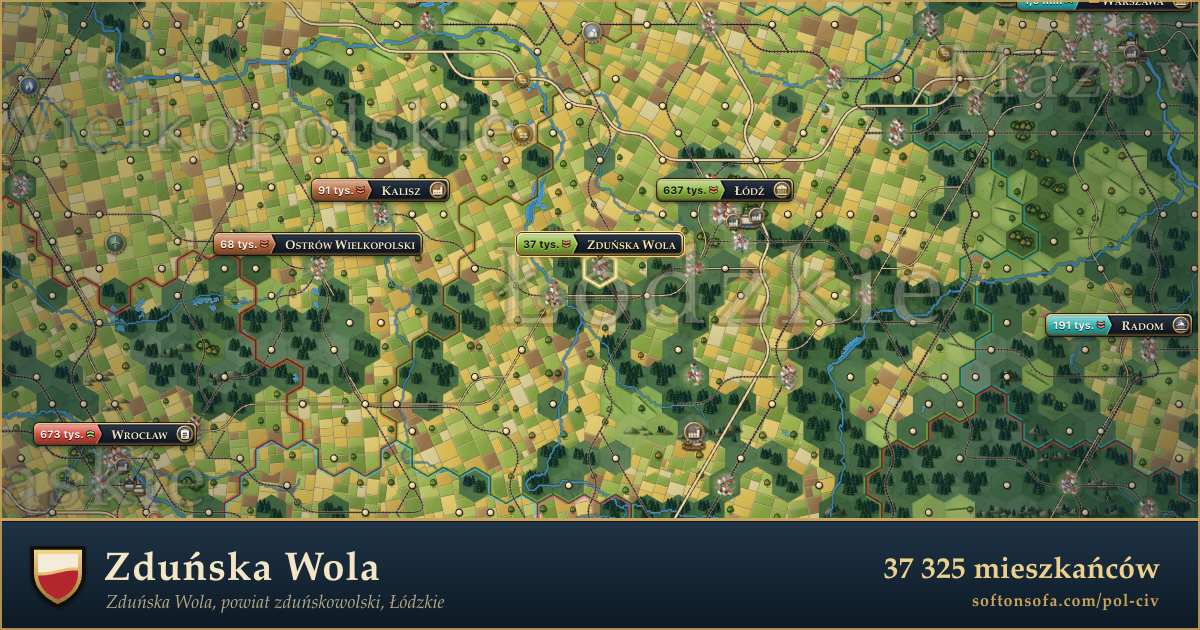 WARSZAWA
Mazow
Wielkopolskie
91 tys. KALISZ
637 tys. ŁÓDŹ
68 tys. OSTRÓW WIELKOPOLSKI
37 tys. ZDUŃSKA WOLA
Łódzkie
191 tys. RADOM
673 tys. WROCŁAW
ąskie
Zduńska Wola
Zduńska Wola, powiat zduńskowolski, Łódzkie
37 325 mieszkańców
softonsofa.com/pol-civ